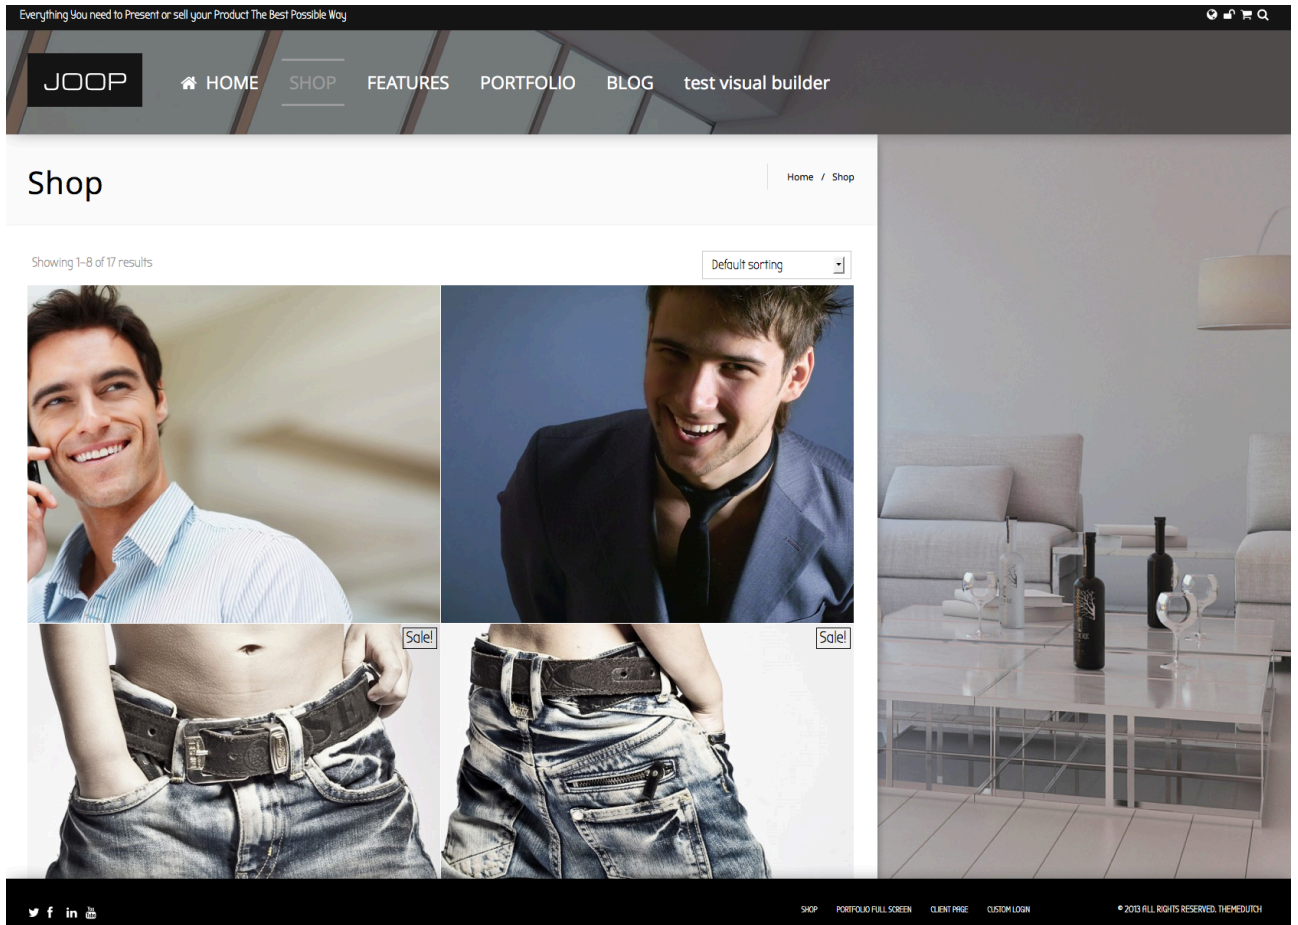 Everything You need to Present or sell your Product The Best Possible Way
JOOP
HOME SHOP FEATURES PORTFOLIO BLOG test visual builder
Shop
Home / Shop
Showing 1–8 of 17 results
Default sorting
Sale!
Sale!
You Tube
SHOP PORTFOLIO FULL SCREEN CLIENT PAGE CUSTOM LOGIN
© 2013 ALL RIGHTS RESERVED. THEMEDUTCH